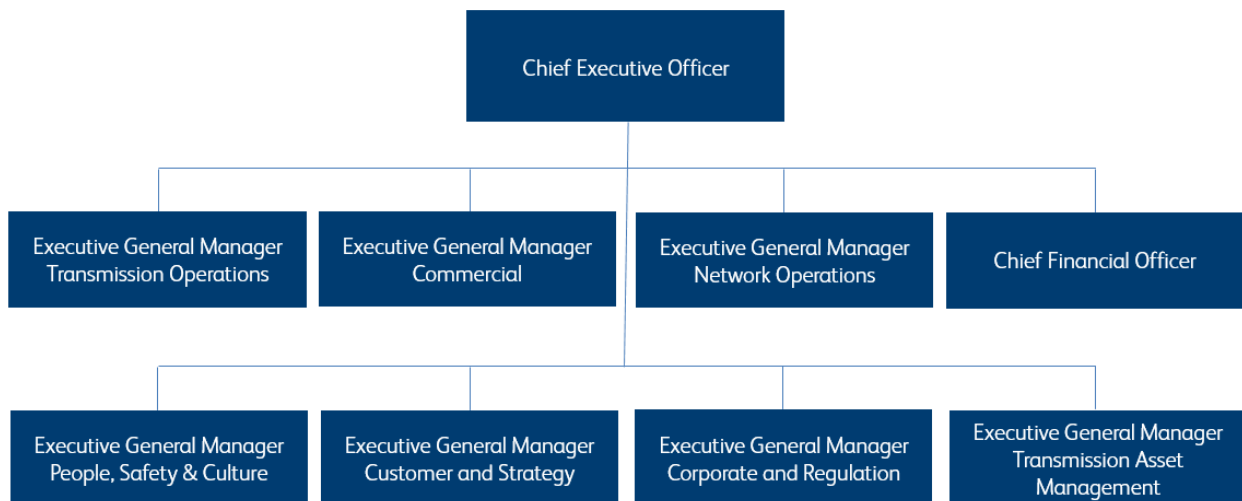 Chief Executive Officer
Executive General Manager
Transmission Operations
Executive General Manager
Commercial
Executive General Manager
Network Operations
Chief Financial Officer
Executive General Manager
People, Safety & Culture
Executive General Manager
Customer and Strategy
Executive General Manager
Corporate and Regulation
Executive General Manager
Transmission Asset
Management